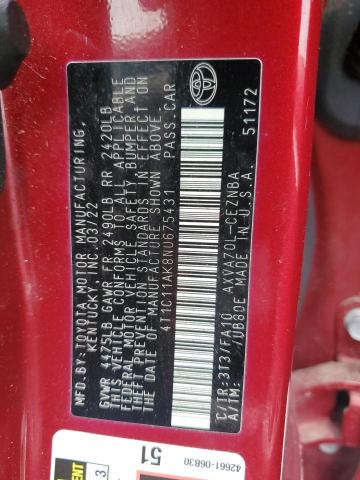 MFD.BY: TOYOTA MOTOR MANUFACTURING,
KENTUCKY, INC. 03/22
GVWR 4475LB GAWR FR 2490LB RR 2420LB
THIS VEHICLE CONFORMS TO ALL APPLICABLE
FEDERAL MOTOR VEHICLE SAFETY, BUMPER AND
THEFT PREVENTION STANDARDS IN EFFECT ON
THE DATE OF MANUFACTURE SHOWN ABOVE.
4T1C11AK8NU675431 PASS.CAR
C/TR:3T3/FA10 AXVA70L-CEZNBA
A/TM: /UB80E MADE IN U.S.A.
51172
42661-06B30
51
3